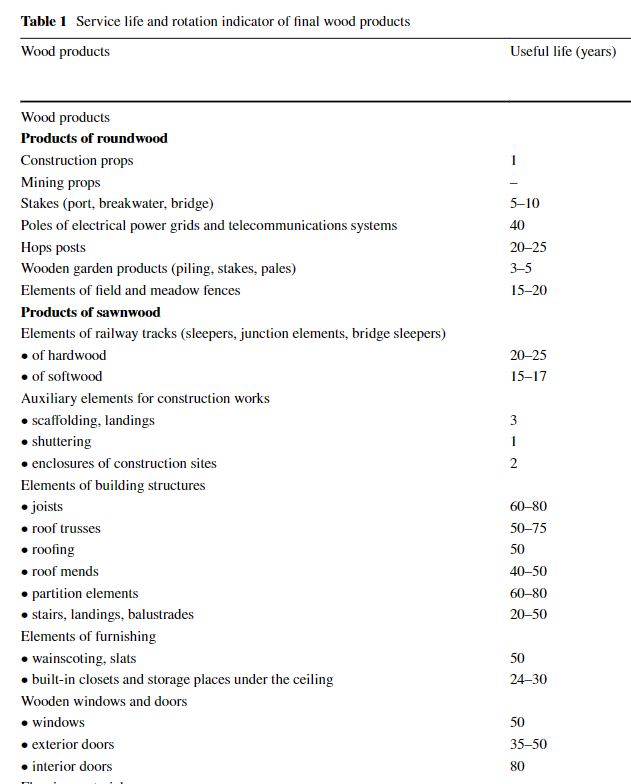 Table 1 Service life and rotation indicator of final wood products
Wood products Useful life (years)
Wood products
Products of roundwood
Construction props 1
Mining props –
Stakes (port, breakwater, bridge) 5–10
Poles of electrical power grids and telecommunications systems 40
Hops posts 20–25
Wooden garden products (piling, stakes, pales) 3–5
Elements of field and meadow fences 15–20
Products of sawnwood
Elements of railway tracks (sleepers, junction elements, bridge sleepers)
• of hardwood 20–25
• of softwood 15–17
Auxiliary elements for construction works
• scaffolding, landings 3
• shuttering 1
• enclosures of construction sites 2
Elements of building structures
• joists 60–80
• roof trusses 50–75
• roofing 50
• roof mends 40–50
• partition elements 60–80
• stairs, landings, balustrades 20–50
Elements of furnishing
• wainscoting, slats 50
• built-in closets and storage places under the ceiling 24–30
Wooden windows and doors
• windows 50
• exterior doors 35–50
• interior doors 80